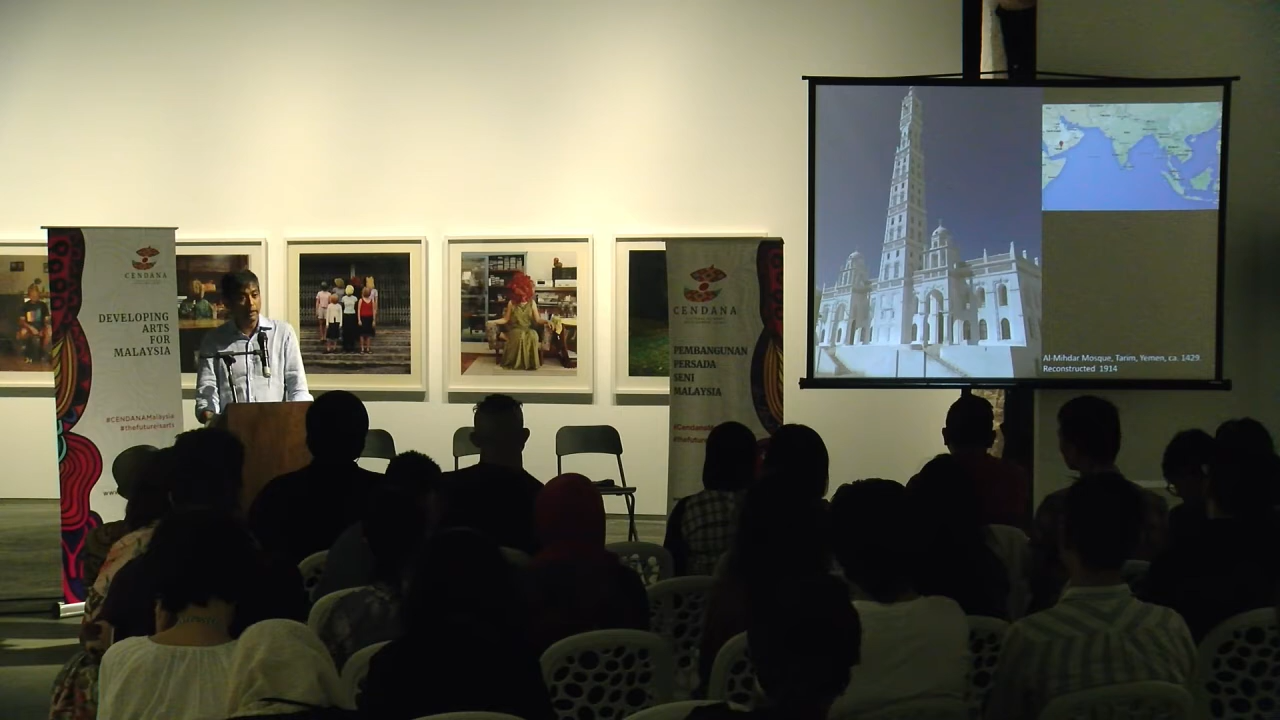 CENDANA
DEVELOPING
ARTS
FOR
MALAYSIA
#CENDANAMalaysia
#thefutureisarts
CENDANA
PEMBANGUNAN
PERSADA
SENI
MALAYSIA
Al-Mihdar Mosque, Tarim, Yemen, ca. 1429.
Reconstructed 1914